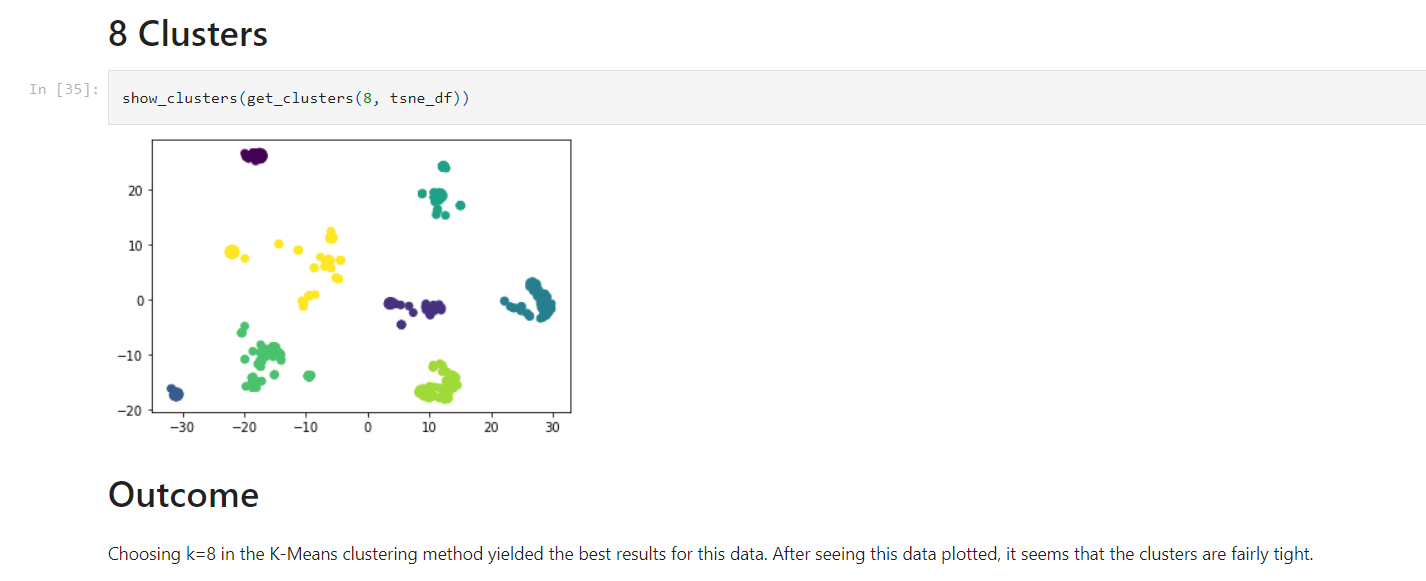 8 Clusters
In [35]: show_clusters(get_clusters(8, tsne_df))
20
10
0
−10
−20
−30 −20 −10 0 10 20 30
Outcome
Choosing k=8 in the K-Means clustering method yielded the best results for this data. After seeing this data plotted, it seems that the clusters are fairly tight.